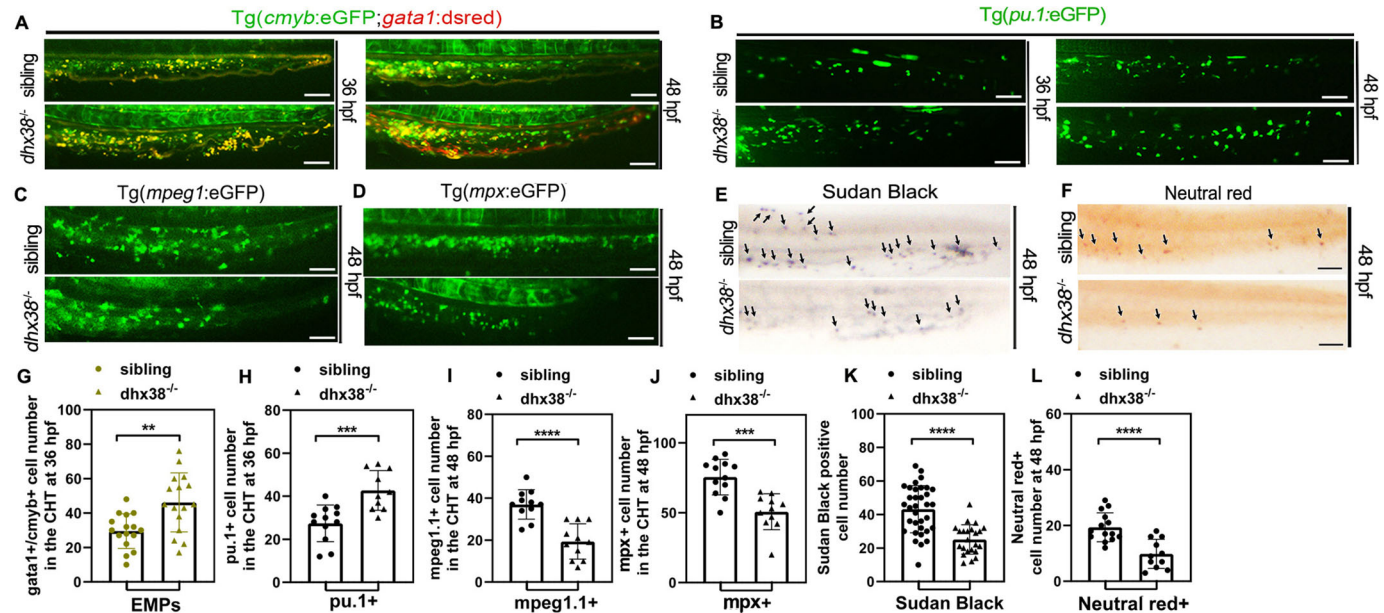 A
Tg(cmyb:eGFP;gata1:dsred)
sibling
dhx38-/-
36 hpf
48 hpf
B
Tg(pu.1:eGFP)
sibling
dhx38-/-
36 hpf
48 hpf
C
Tg(mpeg1:eGFP)
sibling
dhx38-/-
48 hpf
D
Tg(mpx:eGFP)
48 hpf
E
Sudan Black
sibling
dhx38-/-
48 hpf
F
Neutral red
48 hpf
G
sibling
dhx38-/-
gata1+/cmyb+ cell number
in the CHT at 36 hpf
100
80
60
40
20
0
**
EMPs
H
sibling
dhx38-/-
pu.1+ cell number
in the CHT at 36 hpf
80
60
40
20
0
***
pu.1+
I
sibling
dhx38-/-
mpeg1.1+ cell number
in the CHT at 48 hpf
80
60
40
20
0
****
mpeg1.1+
J
sibling
dhx38-/-
mpx+ cell number
in the CHT at 48 hpf
100
50
0
***
mpx+
K
sibling
dhx38-/-
Sudan Black positive
cell number
100
80
60
40
20
0
****
Sudan Black
L
sibling
dhx38-/-
Neutral red+
cell number at 48 hpf
60
40
20
0
****
Neutral red+